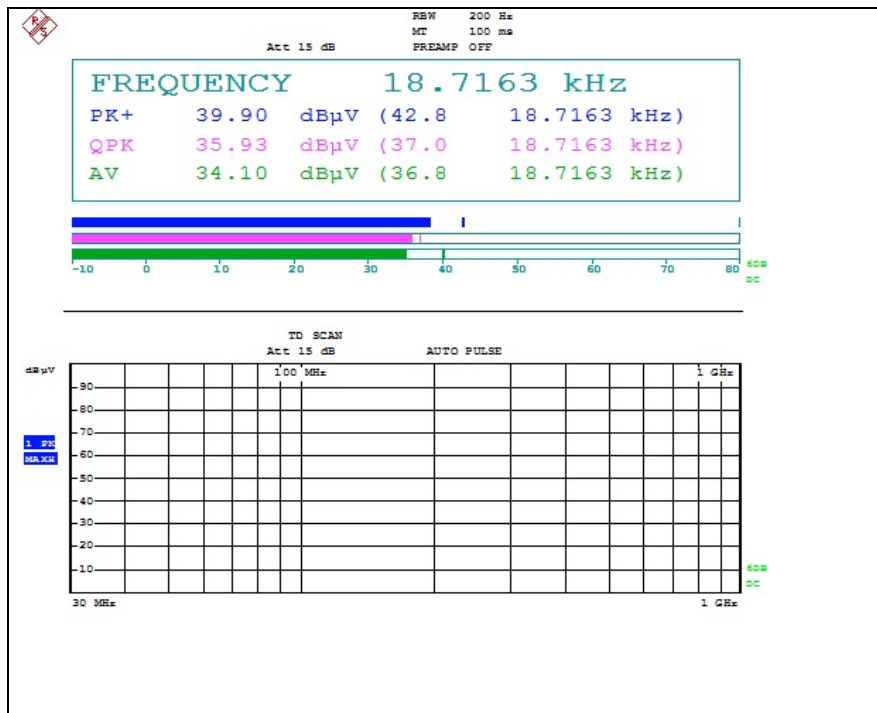 RBW 200 Hz
MT 100 ms
Att 15 dB PREAMP OFF
FREQUENCY 18.7163 kHz
PK+ 39.90 dBµV (42.8 18.7163 kHz)
QPK 35.93 dBµV (37.0 18.7163 kHz)
AV 34.10 dBµV (36.8 18.7163 kHz)
-10 0 10 20 30 40 50 60 70 80
6DB
DC
TD SCAN
Att 15 dB AUTO PULSE
dBµV
100 MHz 1 GHz
90
80
70
1 PK
MAXH
60
50
40
30
20
10
6DB
DC
30 MHz 1 GHz
R S